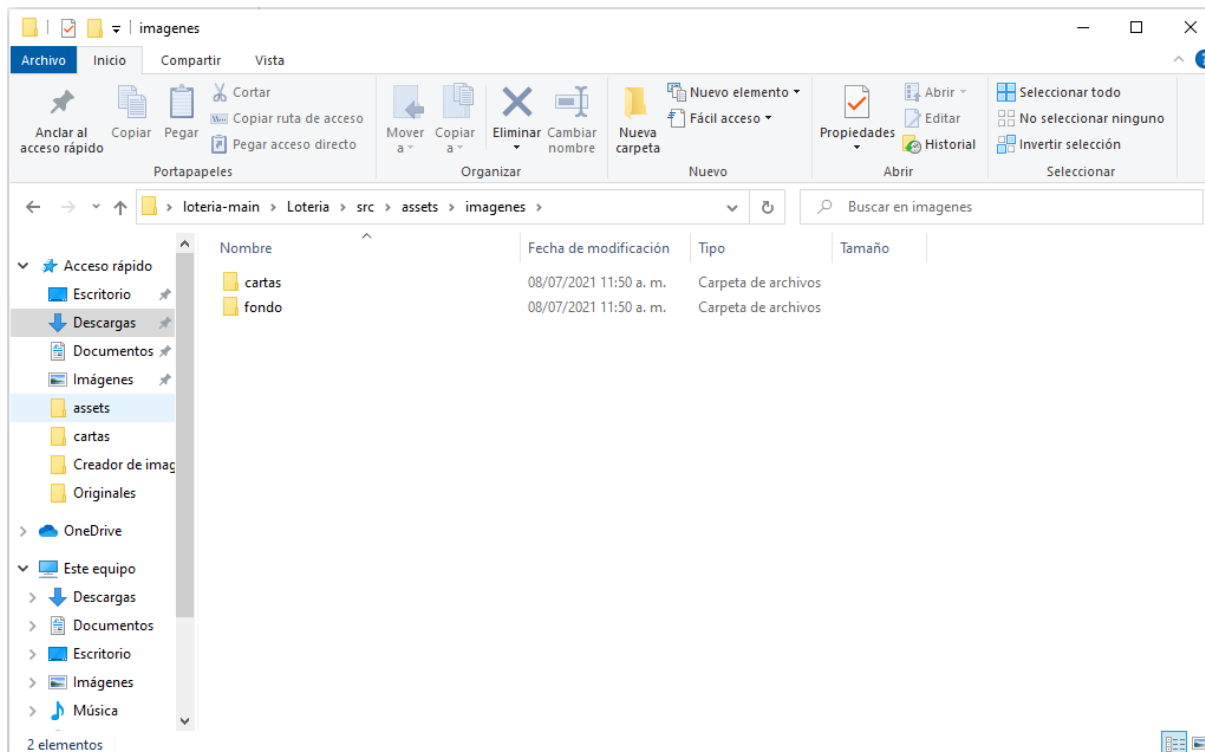 imagenes
Archivo Inicio Compartir Vista
Anclar al acceso rápido
Copiar
Pegar
Cortar
Copiar ruta de acceso
Pegar acceso directo
Portapapeles
Mover a
Copiar a
Eliminar
Cambiar nombre
Organizar
Nueva carpeta
Nuevo elemento
Fácil acceso
Nuevo
Propiedades
Abrir
Editar
Historial
Abrir
Seleccionar todo
No seleccionar ninguno
Invertir selección
Seleccionar
loteria-main > Loteria > src > assets > imagenes >
Buscar en imagenes
Nombre Fecha de modificación Tipo Tamaño
cartas 08/07/2021 11:50 a. m. Carpeta de archivos
fondo 08/07/2021 11:50 a. m. Carpeta de archivos
Acceso rápido
Escritorio
Descargas
Documentos
Imágenes
assets
cartas
Creador de imag
Originales
OneDrive
Este equipo
Descargas
Documentos
Escritorio
Imágenes
Música
2 elementos